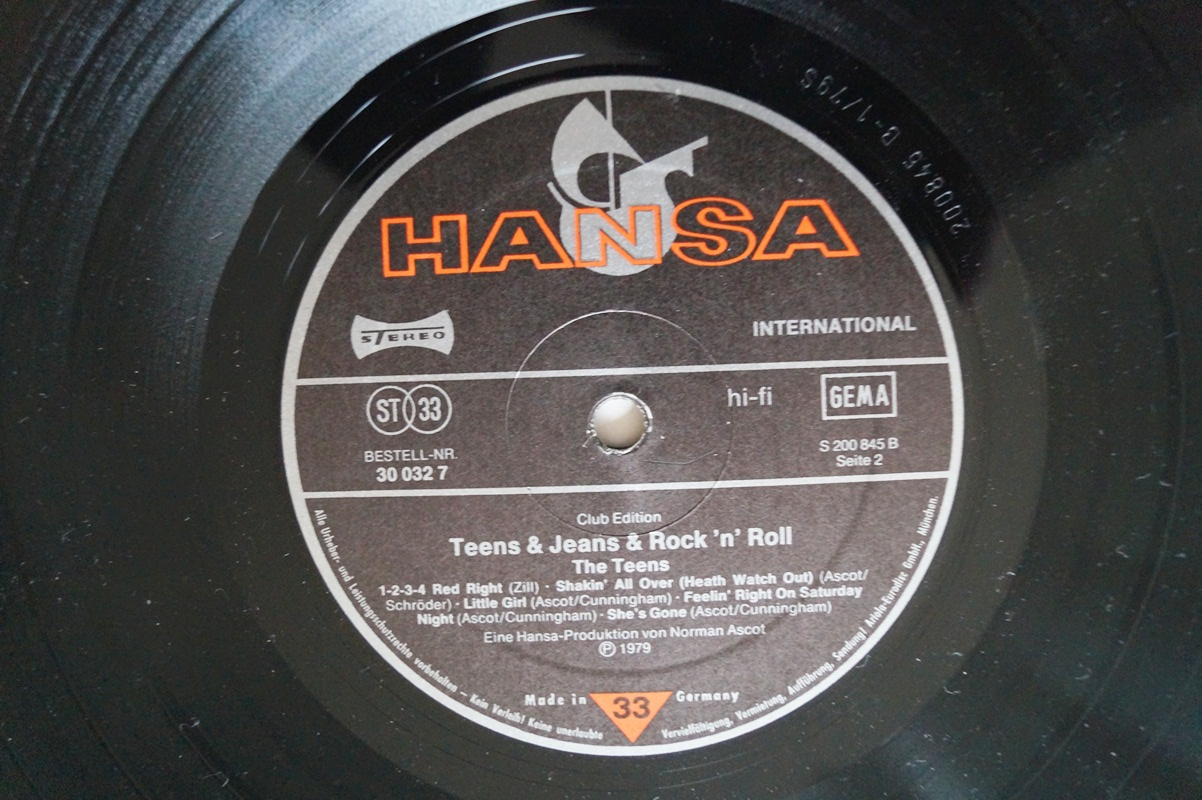 200845 B-1/79S
HANSA
STEREO
INTERNATIONAL
ST 33
hi-fi
GEMA
BESTELL-NR.
30 032 7
S 200 845 B
Seite 2
Club Edition
Teens & Jeans & Rock 'n' Roll
The Teens
1-2-3-4 Red Right (Zill) · Shakin' All Over (Heath Watch Out) (Ascot/
Schröder) · Little Girl (Ascot/Cunningham) · Feelin' Right On Saturday
Night (Ascot/Cunningham) · She's Gone (Ascot/Cunningham)
Eine Hansa-Produktion von Norman Ascot
Ⓟ 1979
Made in 33 Germany
Alle Urheber- und Leistungsschutzrechte vorbehalten – Kein Verleih! Keine unerlaubte Vervielfältigung, Vermietung, Aufführung, Sendung! Ariola-Eurodisc GmbH., München.